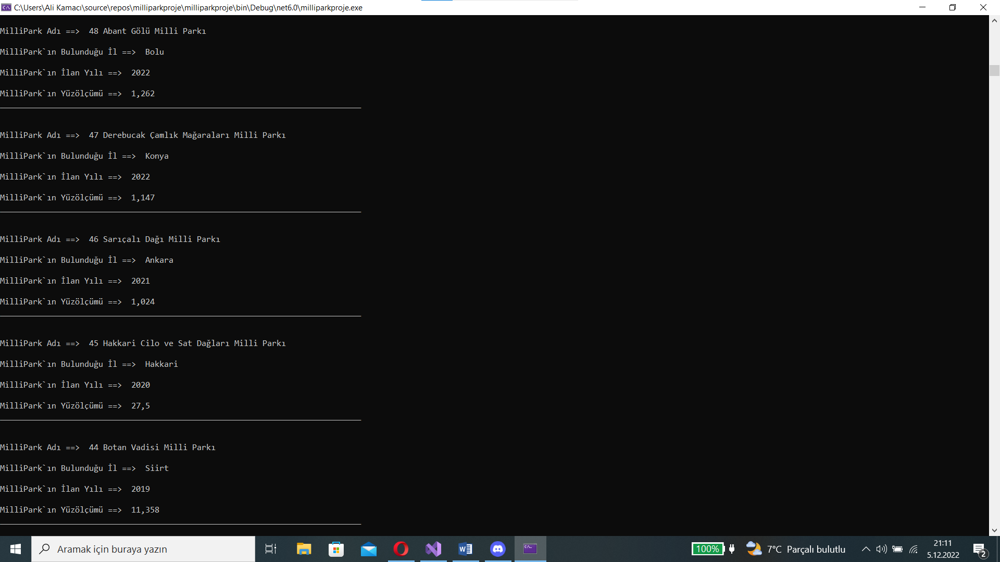 C:\Users\Ali Kamacı\source\repos\milliparkproje\milliparkproje\bin\Debug\net6.0\milliparkproje.exe
MilliPark Adı ==>  48 Abant Gölü Milli Parkı
MilliPark`ın Bulunduğu İl ==>  Bolu
MilliPark`ın İlan Yılı ==>  2022
MilliPark`ın Yüzölçümü ==>  1,262
MilliPark Adı ==>  47 Derebucak Çamlık Mağaraları Milli Parkı
MilliPark`ın Bulunduğu İl ==>  Konya
MilliPark`ın İlan Yılı ==>  2022
MilliPark`ın Yüzölçümü ==>  1,147
MilliPark Adı ==>  46 Sarıçalı Dağı Milli Parkı
MilliPark`ın Bulunduğu İl ==>  Ankara
MilliPark`ın İlan Yılı ==>  2021
MilliPark`ın Yüzölçümü ==>  1,024
MilliPark Adı ==>  45 Hakkari Cilo ve Sat Dağları Milli Parkı
MilliPark`ın Bulunduğu İl ==>  Hakkari
MilliPark`ın İlan Yılı ==>  2020
MilliPark`ın Yüzölçümü ==>  27,5
MilliPark Adı ==>  44 Botan Vadisi Milli Parkı
MilliPark`ın Bulunduğu İl ==>  Siirt
MilliPark`ın İlan Yılı ==>  2019
MilliPark`ın Yüzölçümü ==>  11,358
Aramak için buraya yazın
100%
7°C Parçalı bulutlu
21:11
5.12.2022
2